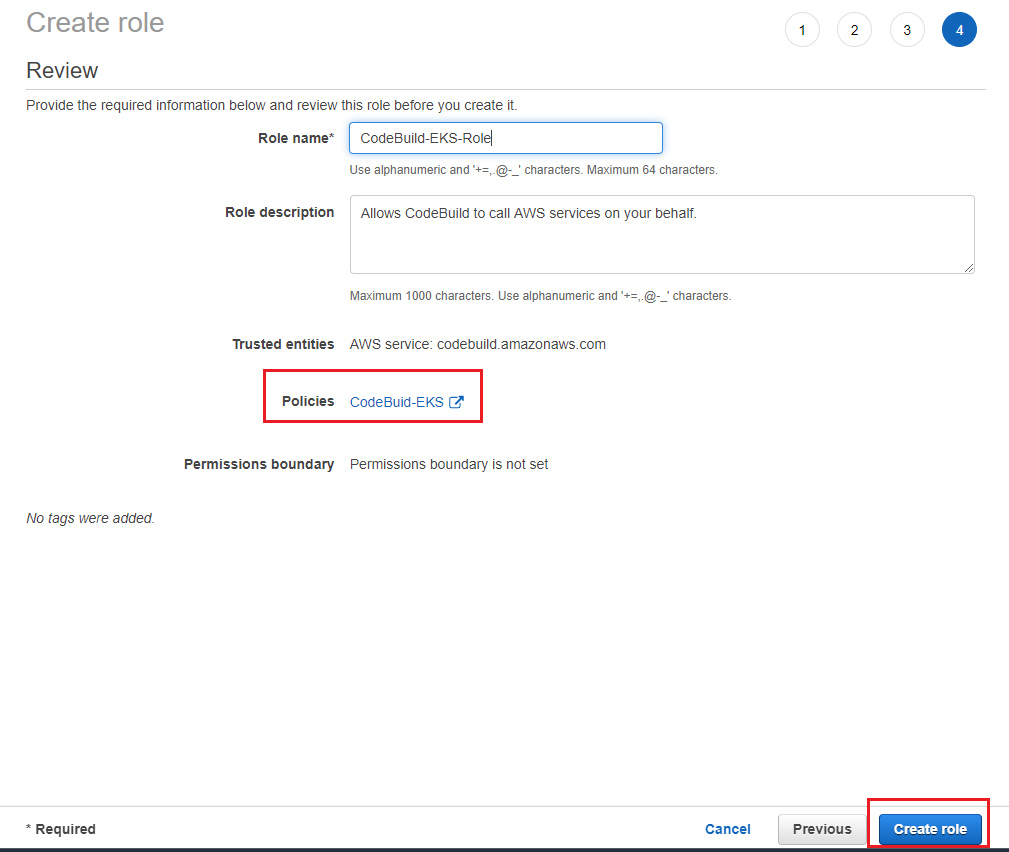 Create role
1 2 3 4
Review
Provide the required information below and review this role before you create it.
Role name* CodeBuild-EKS-Role
Use alphanumeric and '+=,.@-_' characters. Maximum 64 characters.
Role description Allows CodeBuild to call AWS services on your behalf.
Maximum 1000 characters. Use alphanumeric and '+=,.@-_' characters.
Trusted entities AWS service: codebuild.amazonaws.com
Policies CodeBuid-EKS
Permissions boundary Permissions boundary is not set
No tags were added.
* Required Cancel Previous Create role